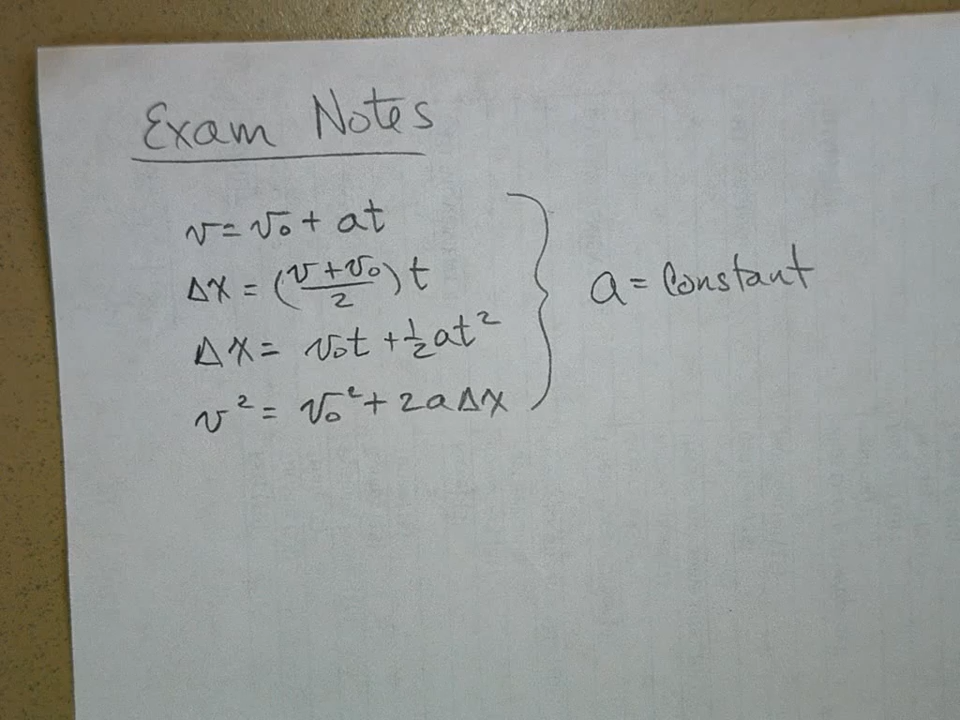 Exam Notes
v = v₀ + at
Δx = (v + v₀ / 2) t
Δx = v₀t + ½at²
v² = v₀² + 2aΔx
} a = Constant